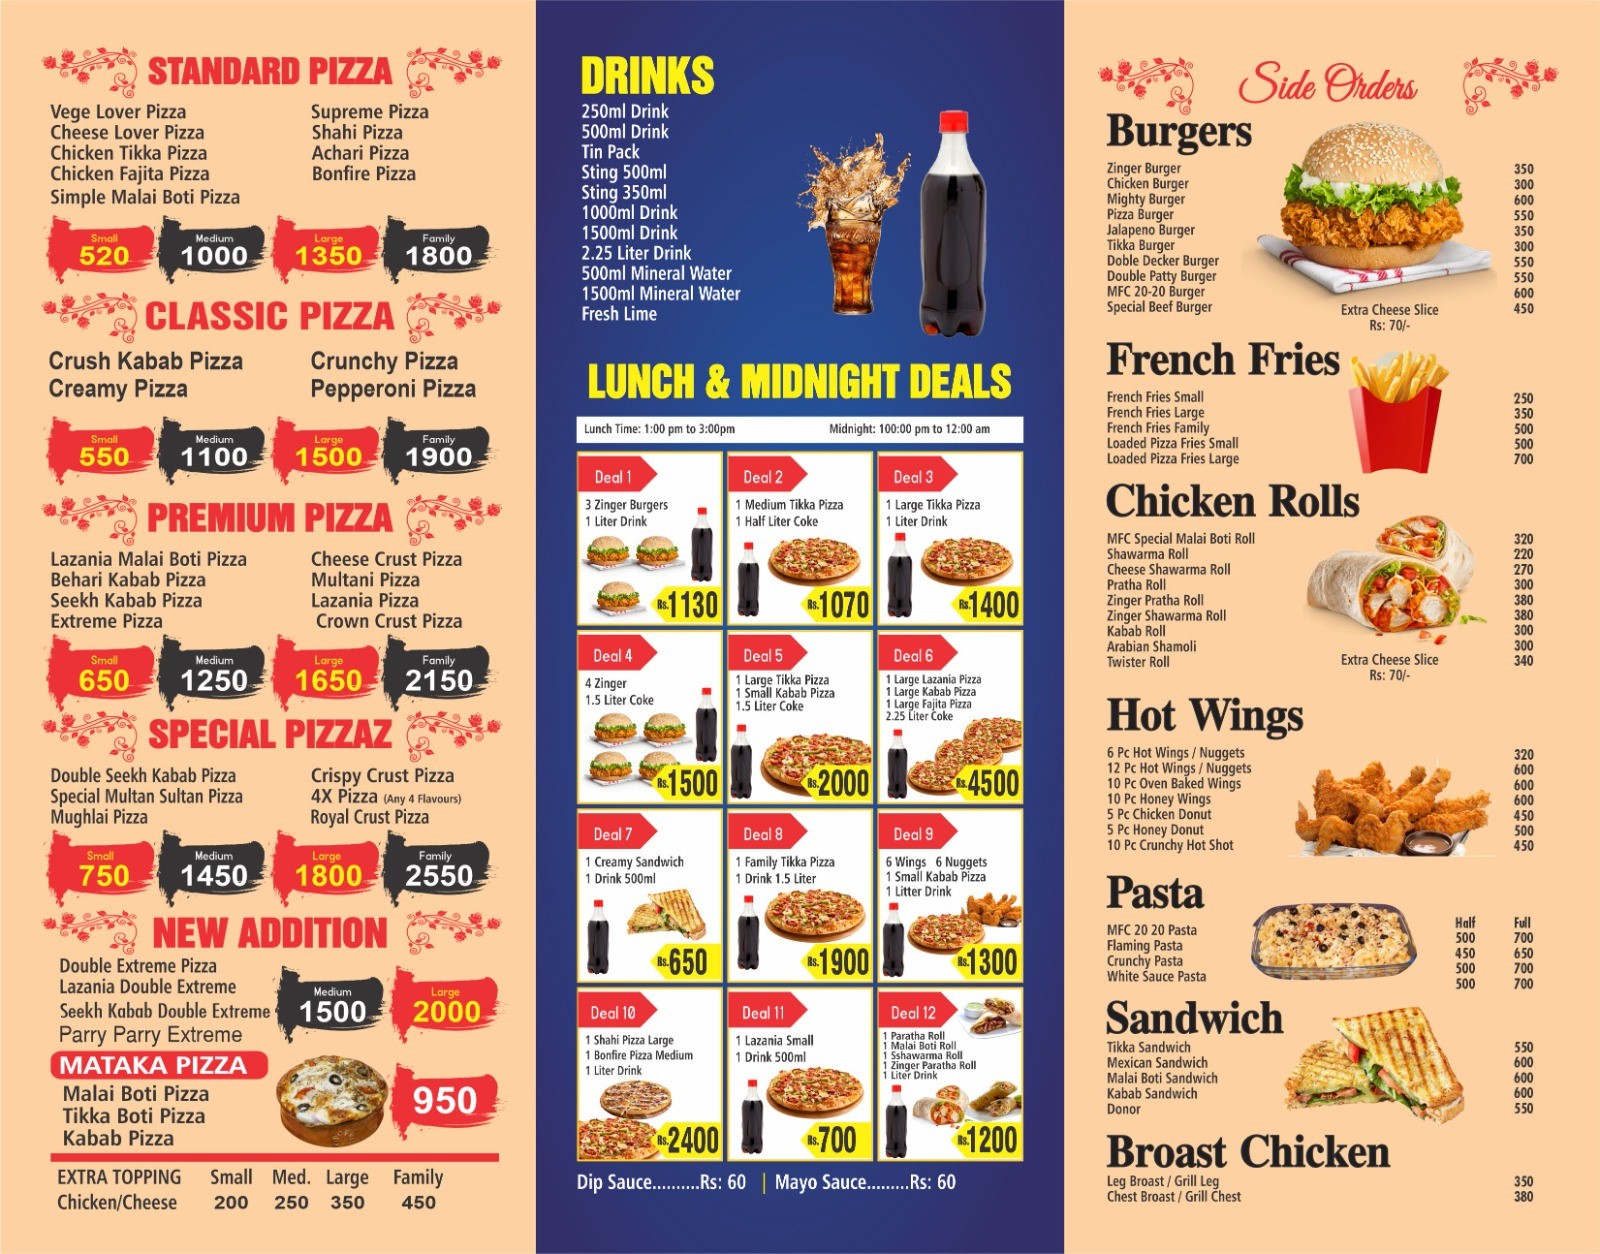 STANDARD PIZZA
Vege Lover Pizza
Cheese Lover Pizza
Chicken Tikka Pizza
Chicken Fajita Pizza
Simple Malai Boti Pizza
Supreme Pizza
Shahi Pizza
Achari Pizza
Bonfire Pizza
Small Medium Large Family
520 1000 1350 1800
CLASSIC PIZZA
Crush Kabab Pizza
Creamy Pizza
Crunchy Pizza
Pepperoni Pizza
Small Medium Large Family
550 1100 1500 1900
PREMIUM PIZZA
Lazania Malai Boti Pizza
Behari Kabab Pizza
Seekh Kabab Pizza
Extreme Pizza
Cheese Crust Pizza
Multani Pizza
Lazania Pizza
Crown Crust Pizza
Small Medium Large Family
650 1250 1650 2150
SPECIAL PIZZAZ
Double Seekh Kabab Pizza
Special Multan Sultan Pizza
Mughlai Pizza
Crispy Crust Pizza
4X Pizza (Any 4 Flavours)
Royal Crust Pizza
Small Medium Large Family
750 1450 1800 2550
NEW ADDITION
Double Extreme Pizza
Lazania Double Extreme
Seekh Kabab Double Extreme
Parry Parry Extreme
Medium Large
1500 2000
MATAKA PIZZA
Malai Boti Pizza
Tikka Boti Pizza
Kabab Pizza
950
EXTRA TOPPING Small Med. Large Family
Chicken/Cheese 200 250 350 450
DRINKS
250ml Drink
500ml Drink
Tin Pack
Sting 500ml
Sting 350ml
1000ml Drink
1500ml Drink
2.25 Liter Drink
500ml Mineral Water
1500ml Mineral Water
Fresh Lime
LUNCH & MIDNIGHT DEALS
Lunch Time: 1:00 pm to 3:00pm Midnight: 100:00 pm to 12:00 am
Deal 1
3 Zinger Burgers
1 Liter Drink
Rs.1130
Deal 2
1 Medium Tikka Pizza
1 Half Liter Coke
Rs.1070
Deal 3
1 Large Tikka Pizza
1 Liter Drink
Rs.1400
Deal 4
4 Zinger
1.5 Liter Coke
Rs.1500
Deal 5
1 Large Tikka Pizza
1 Small Kabab Pizza
1.5 Liter Coke
Rs.2000
Deal 6
1 Large Lazania Pizza
1 Large Kabab Pizza
1 Large Fajita Pizza
2.25 Liter Coke
Rs.4500
Deal 7
1 Creamy Sandwich
1 Drink 500ml
Rs.650
Deal 8
1 Family Tikka Pizza
1 Drink 1.5 Liter
Rs.1900
Deal 9
6 Wings 6 Nuggets
1 Small Kabab Pizza
1 Litter Drink
Rs.1300
Deal 10
1 Shahi Pizza Large
1 Bonfire Pizza Medium
1 Liter Drink
Rs.2400
Deal 11
1 Lazania Small
1 Drink 500ml
Rs.700
Deal 12
1 Paratha Roll
1 Malai Boti Roll
1 Sshawarma Roll
1 Zinger Paratha Roll
1 Liter Drink
Rs.1200
Dip Sauce..........Rs: 60 | Mayo Sauce.........Rs: 60
Side Orders
Burgers
Zinger Burger 350
Chicken Burger 300
Mighty Burger 600
Pizza Burger 550
Jalapeno Burger 350
Tikka Burger 300
Doble Decker Burger 550
Double Patty Burger 550
MFC 20-20 Burger 600
Special Beef Burger 450
Extra Cheese Slice
Rs: 70/-
French Fries
French Fries Small 250
French Fries Large 350
French Fries Family 500
Loaded Pizza Fries Small 500
Loaded Pizza Fries Large 700
Chicken Rolls
MFC Special Malai Boti Roll 320
Shawarma Roll 220
Cheese Shawarma Roll 270
Pratha Roll 300
Zinger Pratha Roll 380
Zinger Shawarma Roll 380
Kabab Roll 300
Arabian Shamoli 300
Twister Roll 340
Extra Cheese Slice
Rs: 70/-
Hot Wings
6 Pc Hot Wings / Nuggets 320
12 Pc Hot Wings / Nuggets 600
10 Pc Oven Baked Wings 600
10 Pc Honey Wings 600
5 Pc Chicken Donut 450
5 Pc Honey Donut 500
10 Pc Crunchy Hot Shot 450
Pasta
Half Full
MFC 20 20 Pasta 500 700
Flaming Pasta 450 650
Crunchy Pasta 500 700
White Sauce Pasta 500 700
Sandwich
Tikka Sandwich 550
Mexican Sandwich 600
Malai Boti Sandwich 600
Kabab Sandwich 600
Donor 550
Broast Chicken
Leg Broast / Grill Leg 350
Chest Broast / Grill Chest 380